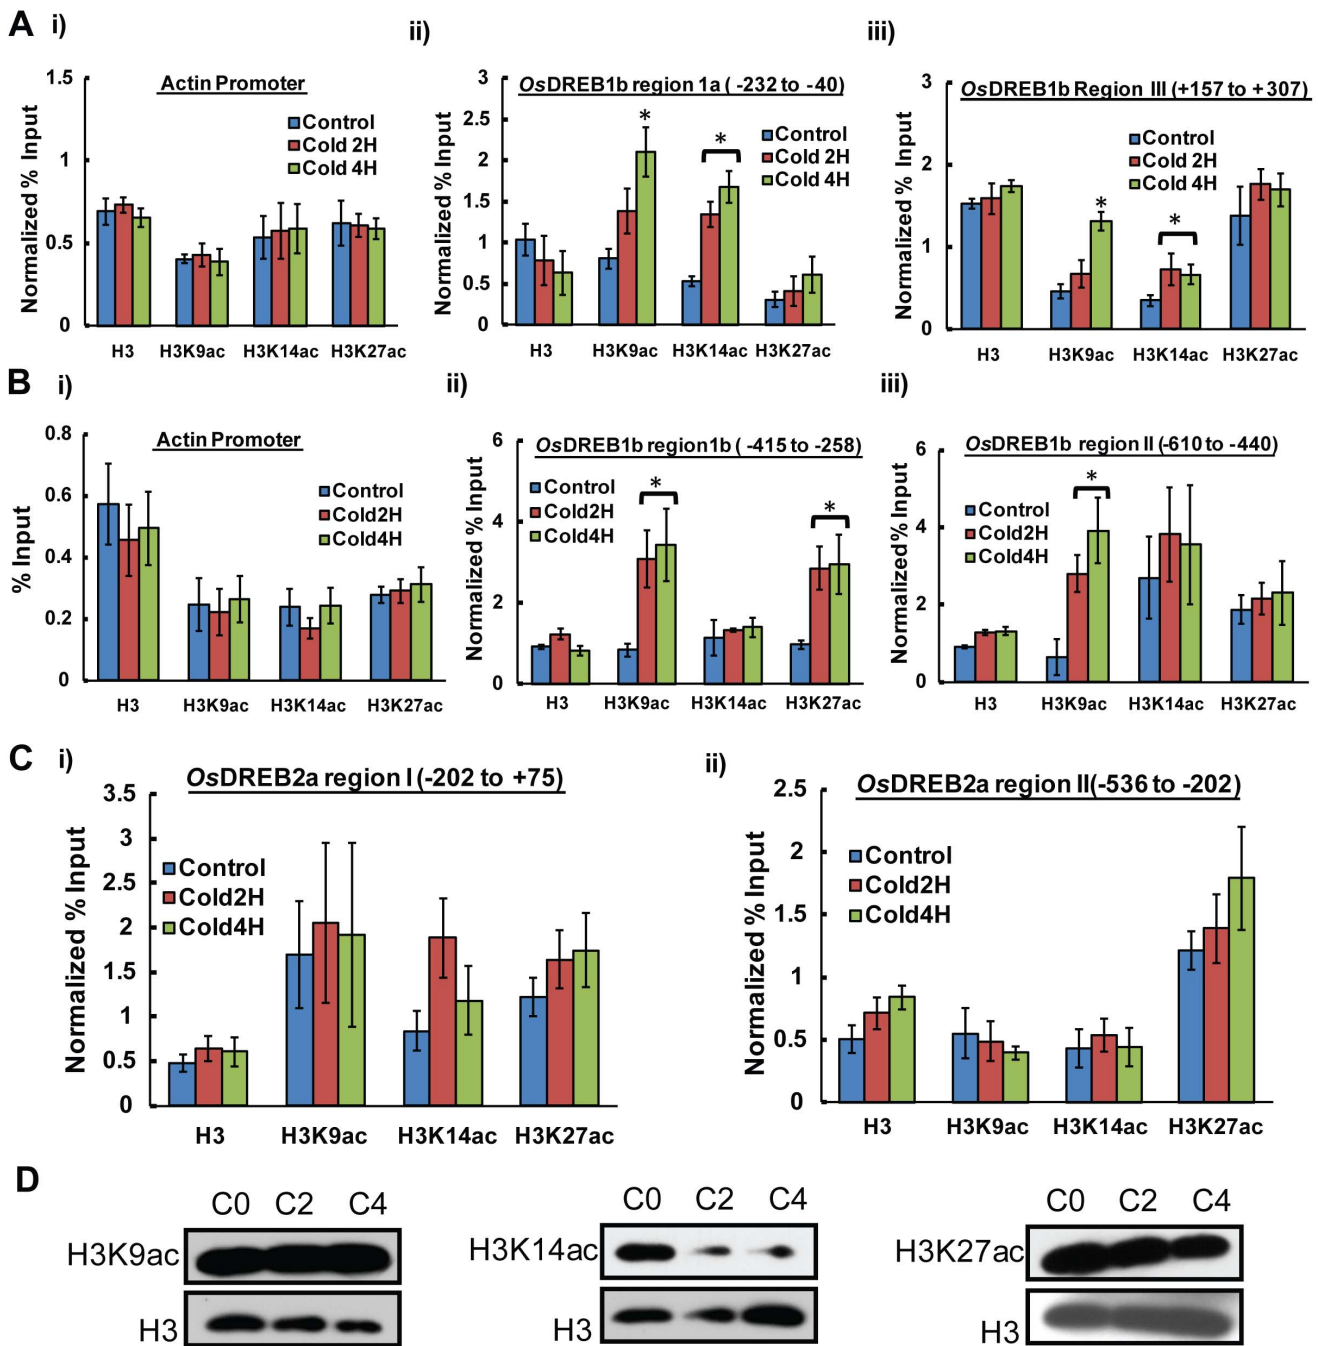 A i)
Actin Promoter
Normalized % Input
1.5
1
0.5
0
Control
Cold 2H
Cold 4H
H3 H3K9ac H3K14ac H3K27ac
ii)
OsDREB1b region 1a ( -232 to -40)
Normalized % Input
3
2.5
2
1.5
1
0.5
0
* *
Control
Cold 2H
Cold 4H
H3 H3K9ac H3K14ac H3K27ac
iii)
OsDREB1b Region III (+157 to +307)
Normalized % Input
3
2
1
0
Control
Cold 2H
Cold 4H
* *
H3 H3K9ac H3K14ac H3K27ac
B i)
Actin Promoter
% Input
0.8
0.6
0.4
0.2
0
Control
Cold2H
Cold4H
H3 H3K9ac H3K14ac H3K27ac
ii)
OsDREB1b region1b ( -415 to -258)
Normalized % Input
6
4
2
0
Control
Cold2H
Cold4H
* *
H3 H3K9ac H3K14ac H3K27ac
iii)
OsDREB1b region II (-610 to -440)
Normalized % Input
6
4
2
0
Control
Cold2H
Cold4H
*
H3 H3K9ac H3K14ac H3K27ac
C i)
OsDREB2a region I (-202 to +75)
Normalized % Input
3.5
3
2.5
2
1.5
1
0.5
0
Control
Cold2H
Cold4H
H3 H3K9ac H3K14ac H3K27ac
ii)
OsDREB2a region II(-536 to -202)
Normalized % Input
2.5
2
1.5
1
0.5
0
Control
Cold2H
Cold4H
H3 H3K9ac H3K14ac H3K27ac
D
C0 C2 C4
H3K9ac
H3
C0 C2 C4
H3K14ac
H3
C0 C2 C4
H3K27ac
H3